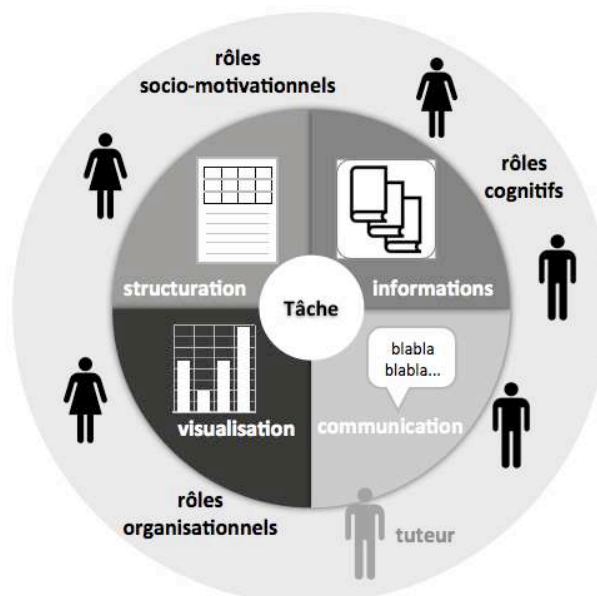 rôles
socio-motivationnels
rôles
cognitifs
structuration
informations
Tâche
blabla
blabla...
visualisation
communication
rôles
organisationnels
tuteur